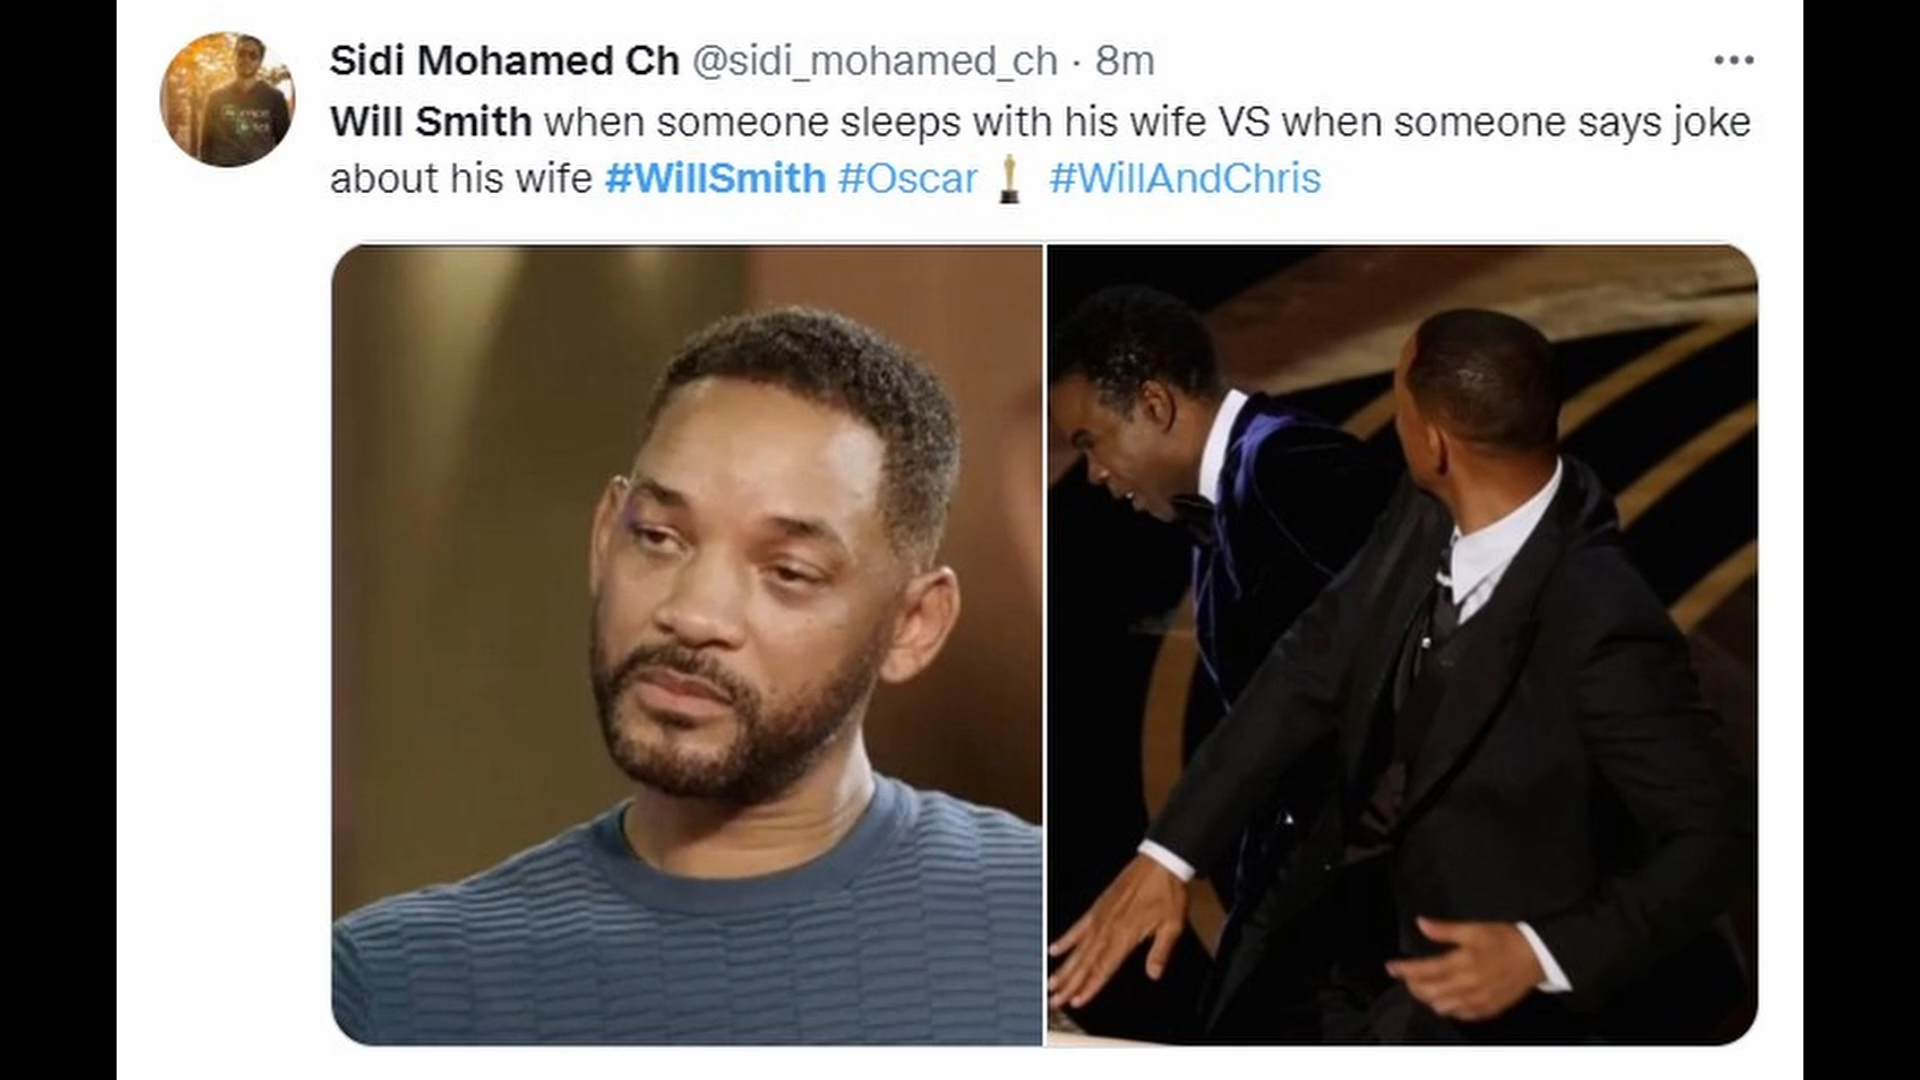 Sidi Mohamed Ch @sidi_mohamed_ch · 8m
Will Smith when someone sleeps with his wife VS when someone says joke
about his wife #WillSmith #Oscar #WillAndChris